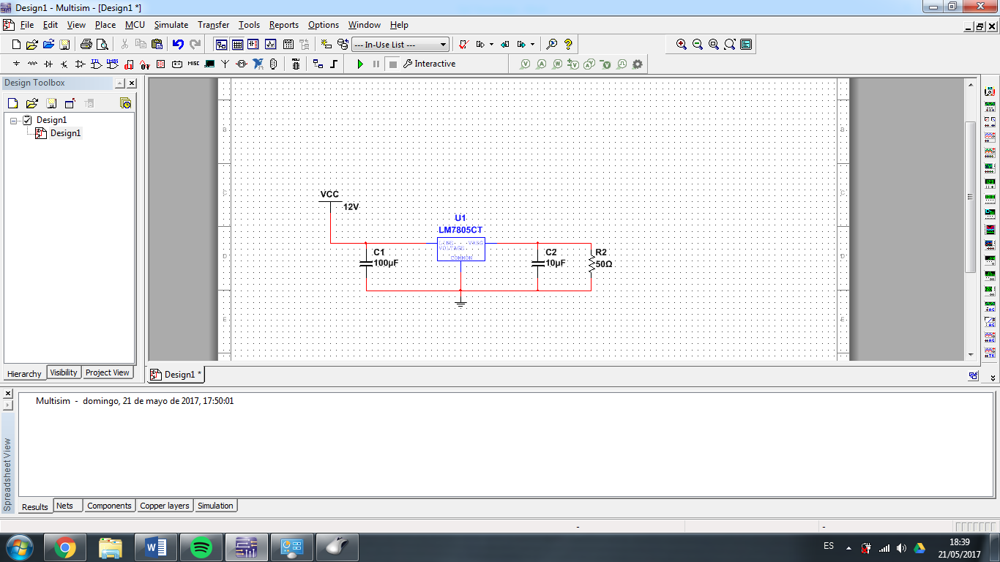 Design1 - Multisim - [Design1 *]
File Edit View Place MCU Simulate Transfer Tools Reports Options Window Help
--- In-Use List ---
MISC
Interactive
Design Toolbox
Design1
Design1
B
B
C
C
VCC
12V
U1
LM7805CT
LINE VREG
VOLTAGE
COMMON
C1
100µF
C2
10µF
R2
50Ω
D
D
E
E
Hierarchy Visibility Project View
Design1 *
Multisim - domingo, 21 de mayo de 2017, 17:50:01
Spreadsheet View
Results Nets Components Copper layers Simulation
- -
ES
18:39
21/05/2017